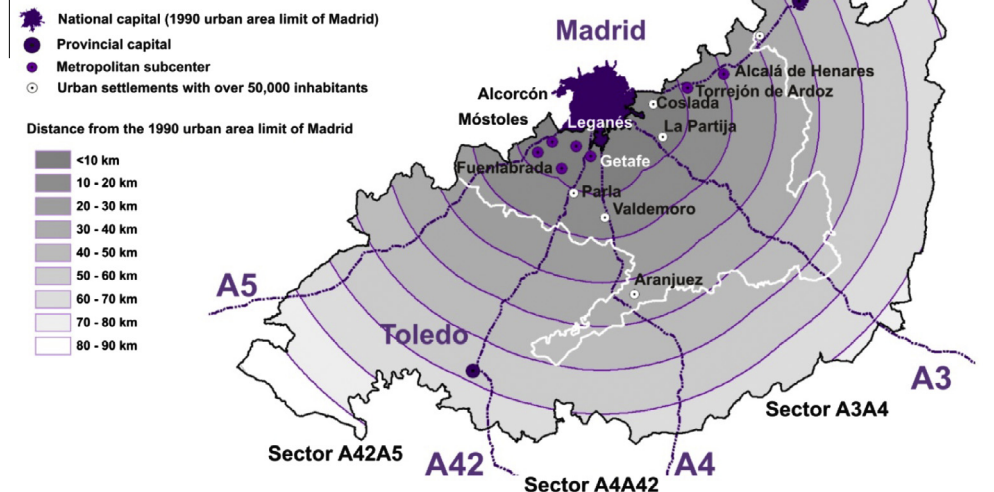 National capital (1990 urban area limit of Madrid)
Provincial capital
Metropolitan subcenter
Urban settlements with over 50,000 inhabitants
Distance from the 1990 urban area limit of Madrid
<10 km
10 - 20 km
20 - 30 km
30 - 40 km
40 - 50 km
50 - 60 km
60 - 70 km
70 - 80 km
80 - 90 km
Madrid
Alcalá de Henares
Torrejón de Ardoz
Alcorcón
Coslada
Móstoles
Leganés
La Partija
Getafe
Fuenlabrada
Parla
Valdemoro
Aranjuez
A5
Toledo
A3
Sector A3A4
Sector A42A5
A42
A4
Sector A4A42